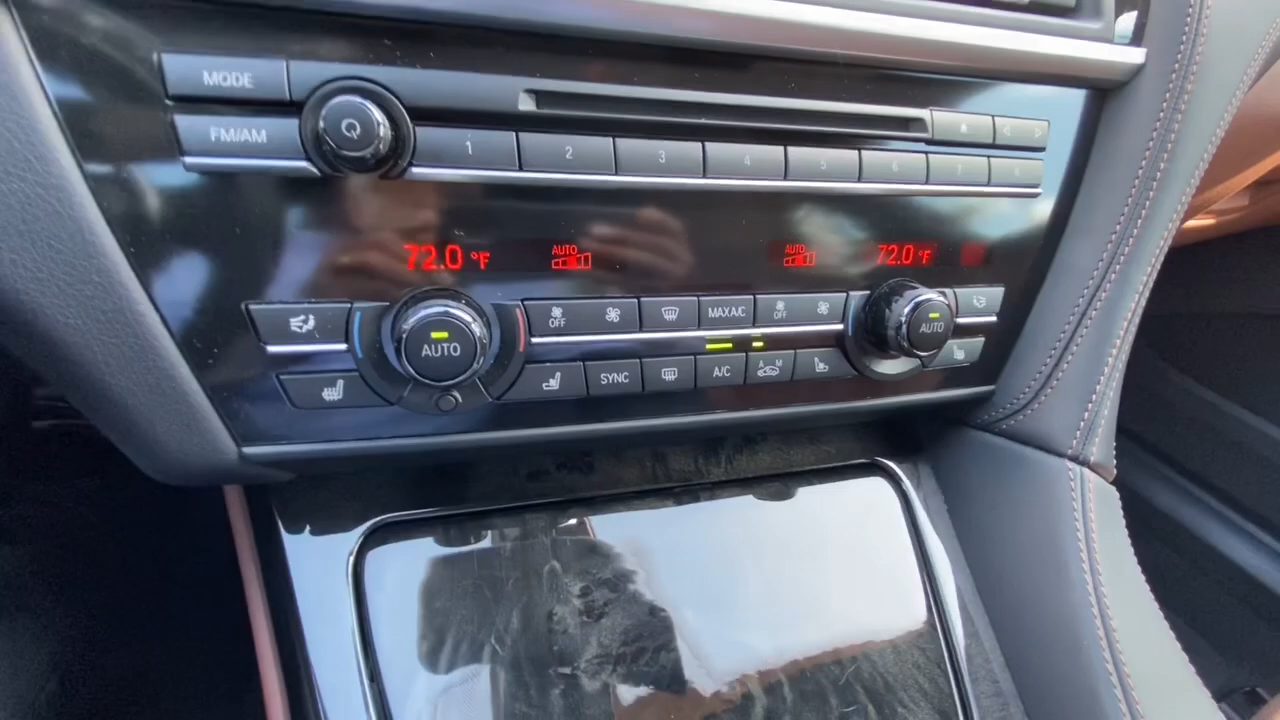 MODE
FM/AM
1 2 3 4 5 6 7
72.0 °F AUTO AUTO 72.0 °F
OFF MAX A/C OFF
AUTO AUTO
SYNC A/C A M